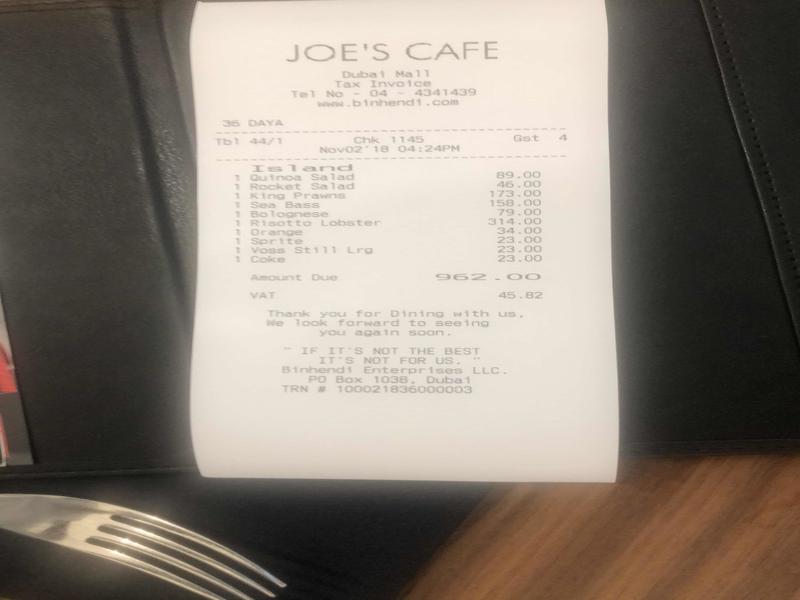 JOE'S CAFE
Dubai Mall
Tax Invoice
Tel No - 04 - 4341439
www.binhendi.com
36 DAYA
Tbl 44/1 Chk 1145 Gst 4
Nov02'18 04:24PM
Island
1 Quinoa Salad 89.00
1 Rocket Salad 46.00
1 King Prawns 173.00
1 Sea Bass 158.00
1 Bolognese 79.00
1 Risotto Lobster 314.00
1 Orange 34.00
1 Sprite 23.00
1 Voss Still Lrg 23.00
1 Coke 23.00
Amount Due 962.00
VAT 45.82
Thank you for Dining with us,
We look forward to seeing
you again soon.
" IF IT'S NOT THE BEST
IT'S NOT FOR US. "
Binhendi Enterprises LLC.
PO Box 1038, Dubai
TRN # 100021836000003